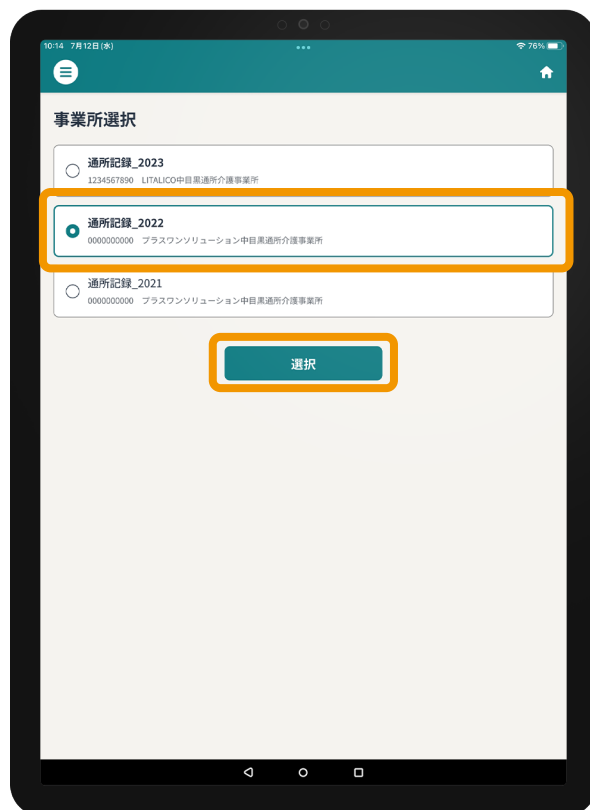 10:14 7月12日(水)
76%
事業所選択
通所記録_2023
1234567890 LITALICO中目黒通所介護事業所
通所記録_2022
0000000000 プラスワンソリューション中目黒通所介護事業所
通所記録_2021
0000000000 プラスワンソリューション中目黒通所介護事業所
選択